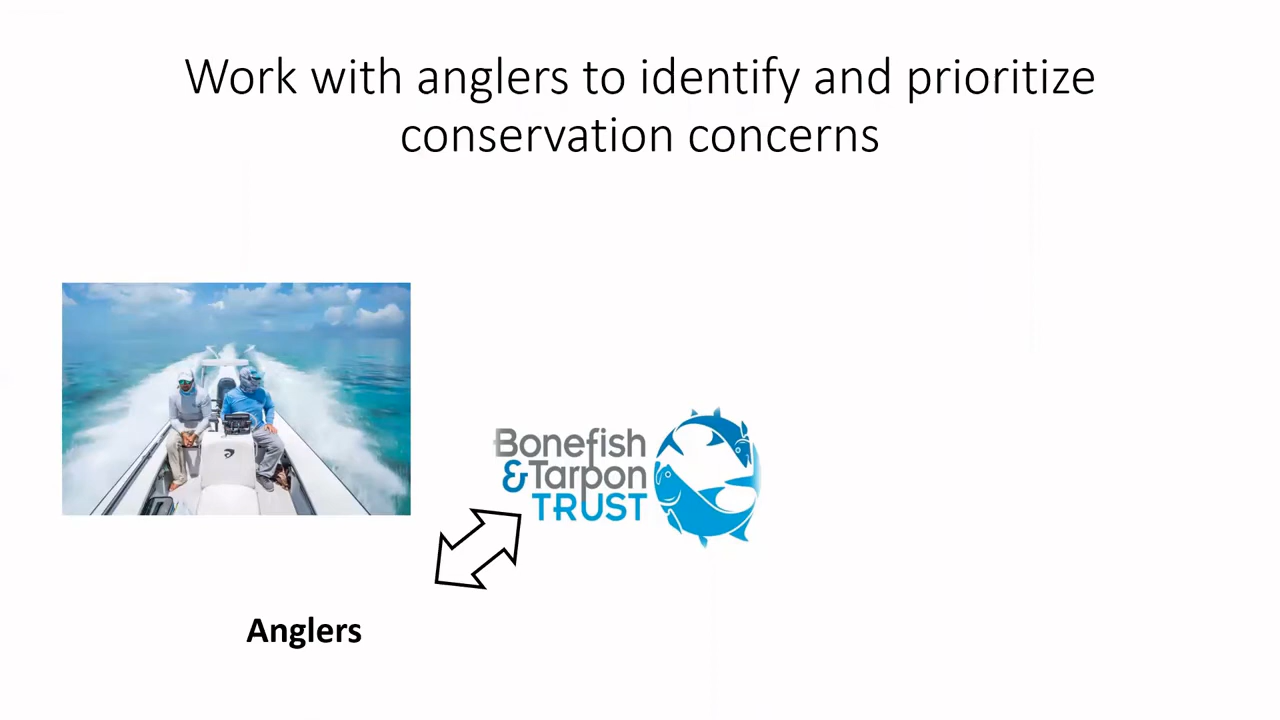 Work with anglers to identify and prioritize
conservation concerns
Bonefish
&Tarpon
TRUST
Anglers